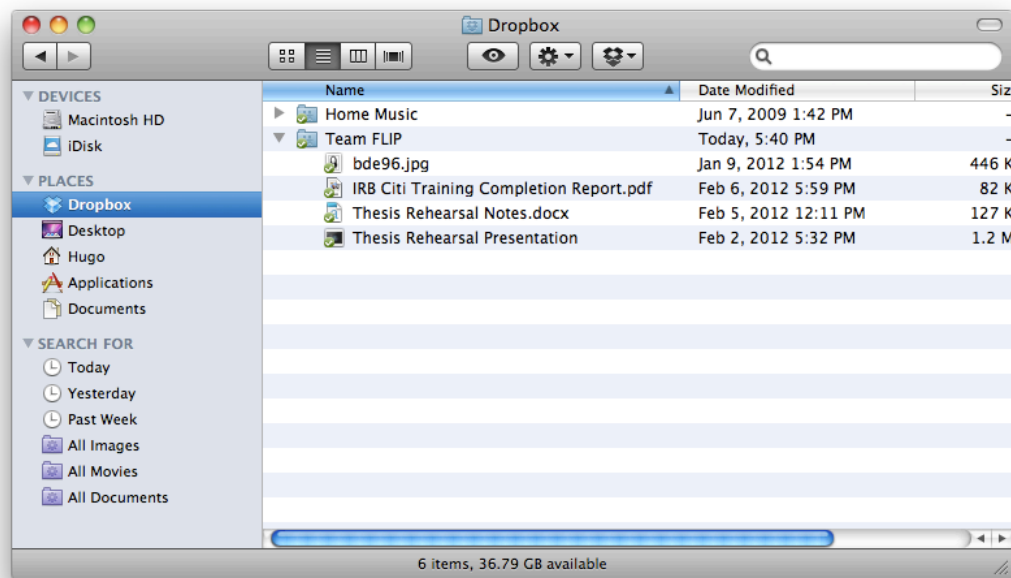 Dropbox
Name Date Modified Siz
DEVICES
Macintosh HD
iDisk
PLACES
Dropbox
Desktop
Hugo
Applications
Documents
SEARCH FOR
Today
Yesterday
Past Week
All Images
All Movies
All Documents
Home Music Jun 7, 2009 1:42 PM -
Team FLIP Today, 5:40 PM -
bde96.jpg Jan 9, 2012 1:54 PM 446 K
IRB Citi Training Completion Report.pdf Feb 6, 2012 5:59 PM 82 K
Thesis Rehearsal Notes.docx Feb 5, 2012 12:11 PM 127 K
Thesis Rehearsal Presentation Feb 2, 2012 5:32 PM 1.2 M
6 items, 36.79 GB available